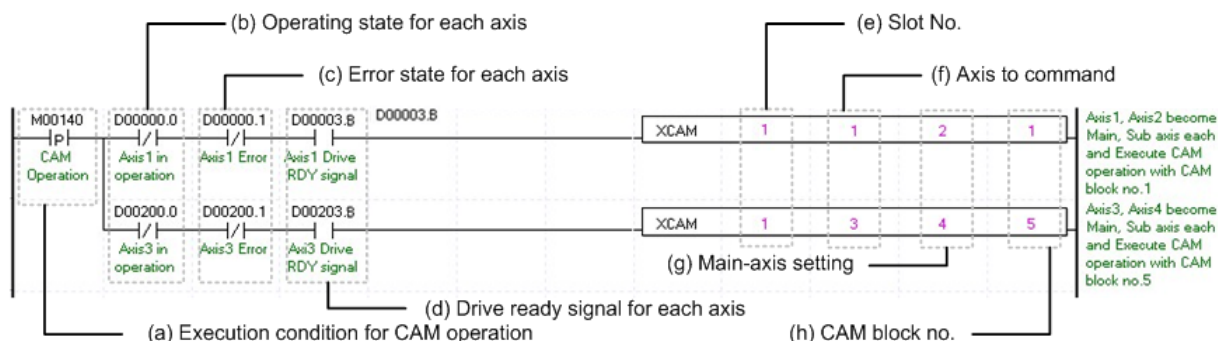 (b) Operating state for each axis
(e) Slot No.
(c) Error state for each axis
(f) Axis to command
M00140
D00000.0
D00000.1
D00003.B
D00003.B
P
XCAM 1 1 2 1
CAM
Operation
Axis1 in
operation
Axis1 Error
Axis1 Drive
RDY signal
Axis1, Axis2 become
Main, Sub axis each
and Execute CAM
operation with CAM
block no.1
D00200.0
D00200.1
D00203.B
XCAM 1 3 4 5
Axis3 in
operation
Axis3 Error
Axi3 Drive
RDY signal
Axis3, Axis4 become
Main, Sub axis each
and Execute CAM
operation with CAM
block no.5
(g) Main-axis setting
(d) Drive ready signal for each axis
(a) Execution condition for CAM operation
(h) CAM block no.